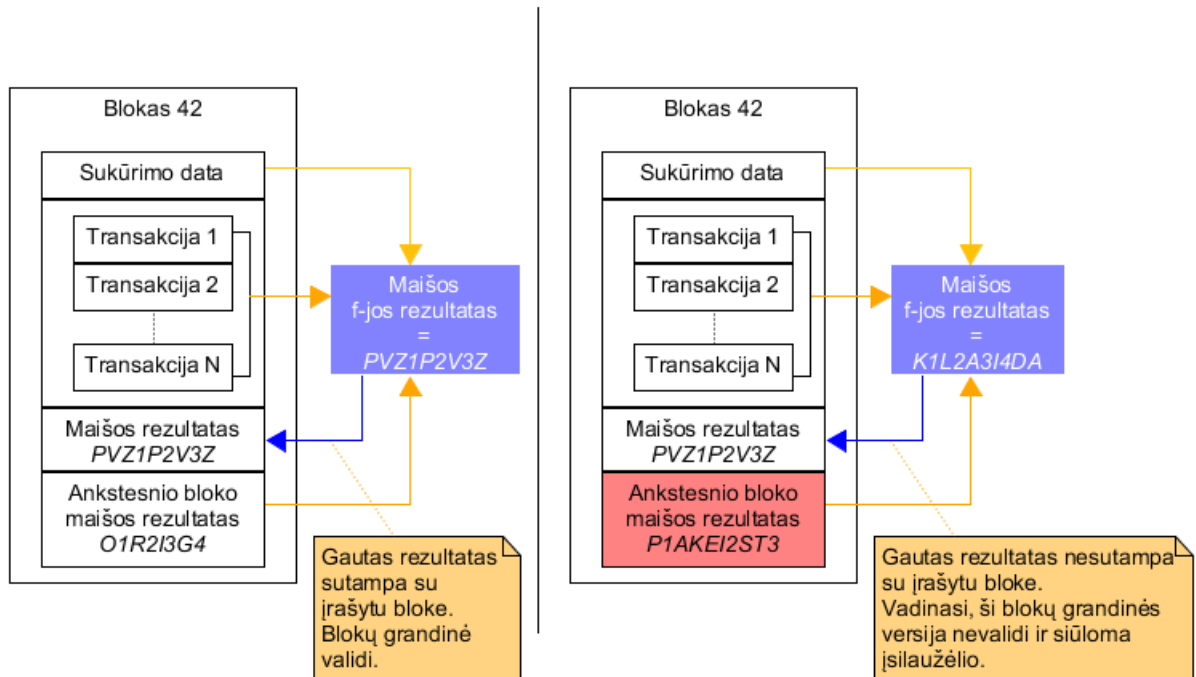 Blokas 42
Sukūrimo data
Transakcija 1
Transakcija 2
Transakcija N
Maišos rezultatas
PVZ1P2V3Z
Ankstesnio bloko
maišos rezultatas
O1R2I3G4
Maišos
f-jos rezultatas
=
PVZ1P2V3Z
Gautas rezultatas
sutampa su
įrašytu bloke.
Blokų grandinė
validi.
Blokas 42
Sukūrimo data
Transakcija 1
Transakcija 2
Transakcija N
Maišos rezultatas
PVZ1P2V3Z
Ankstesnio bloko
maišos rezultatas
P1AKEI2ST3
Maišos
f-jos rezultatas
=
K1L2A3I4DA
Gautas rezultatas nesutampa
su įrašytu bloke.
Vadinasi, ši blokų grandinės
versija nevalidi ir siūloma
įsilaužėlio.